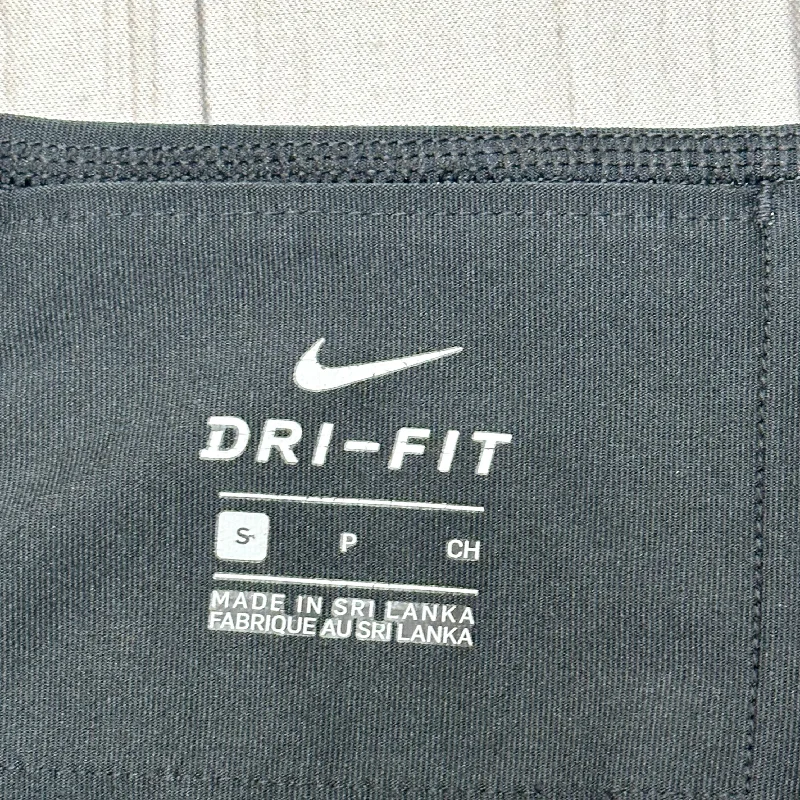 DRI-FIT
S P CH
MADE IN SRI LANKA
FABRIQUE AU SRI LANKA